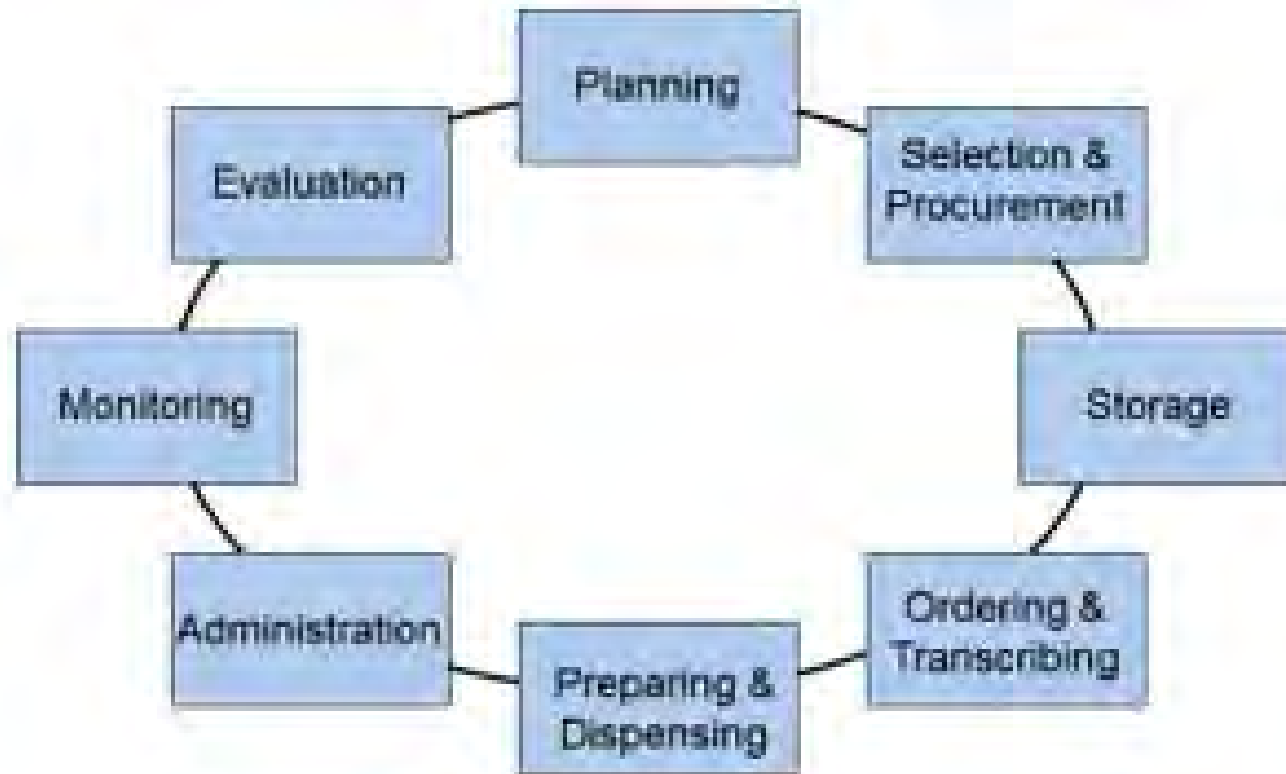 Planning
Selection &
Procurement
Storage
Ordering &
Transcribing
Preparing &
Dispensing
Administration
Monitoring
Evaluation